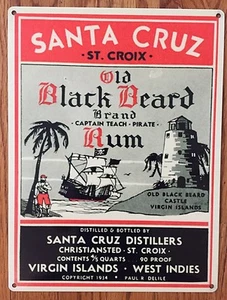 SANTA CRUZ
· ST. CROIX ·
Old
Black Beard
Brand
· CAPTAIN TEACH - PIRATE ·
Rum
OLD BLACK BEARD
CASTLE
VIRGIN ISLANDS
DISTILLED & BOTTLED BY
SANTA CRUZ DISTILLERS
CHRISTIANSTED · ST. CROIX
CONTENTS 4/5 QUARTS 90 PROOF
VIRGIN ISLANDS · WEST INDIES
COPYRIGHT 1934 · PAUL R DELILE